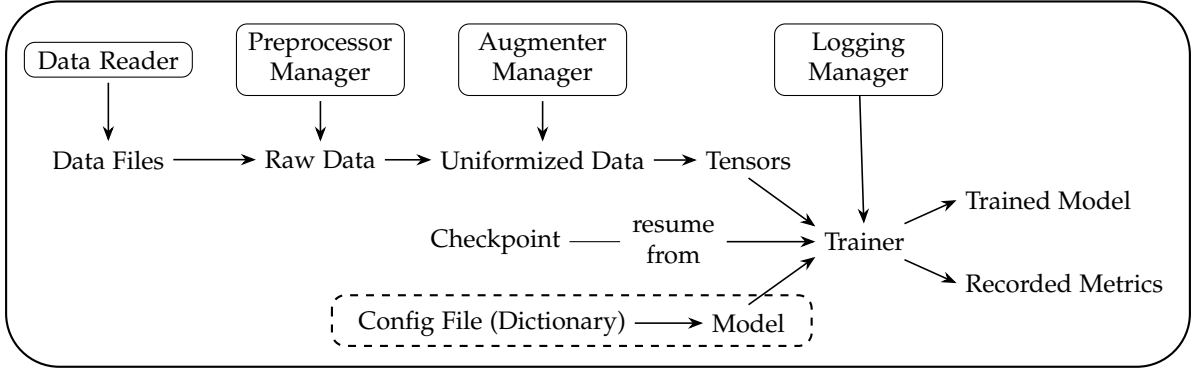 Data Reader
Preprocessor
Manager
Augmenter
Manager
Logging
Manager
Data Files
Raw Data
Uniformized Data
Tensors
Checkpoint
resume
from
Trainer
Trained Model
Recorded Metrics
Config File (Dictionary)
Model